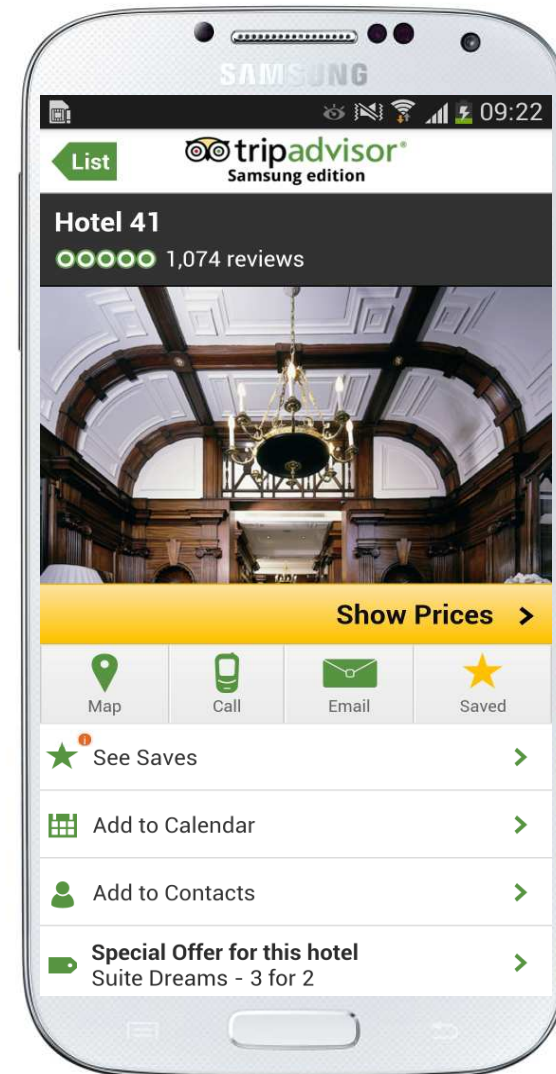 SAMSUNG
09:22
List
tripadvisor®
Samsung edition
Hotel 41
1,074 reviews
Show Prices
Map
Call
Email
Saved
See Saves
Add to Calendar
Add to Contacts
Special Offer for this hotel
Suite Dreams - 3 for 2